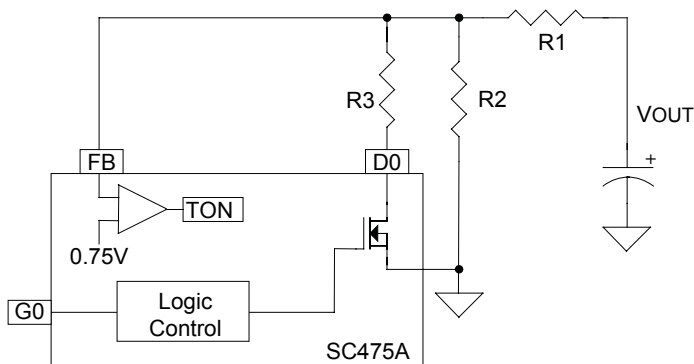 R1
R3
R2
VOUT
+
FB
D0
TON
0.75V
G0
Logic
Control
SC475A